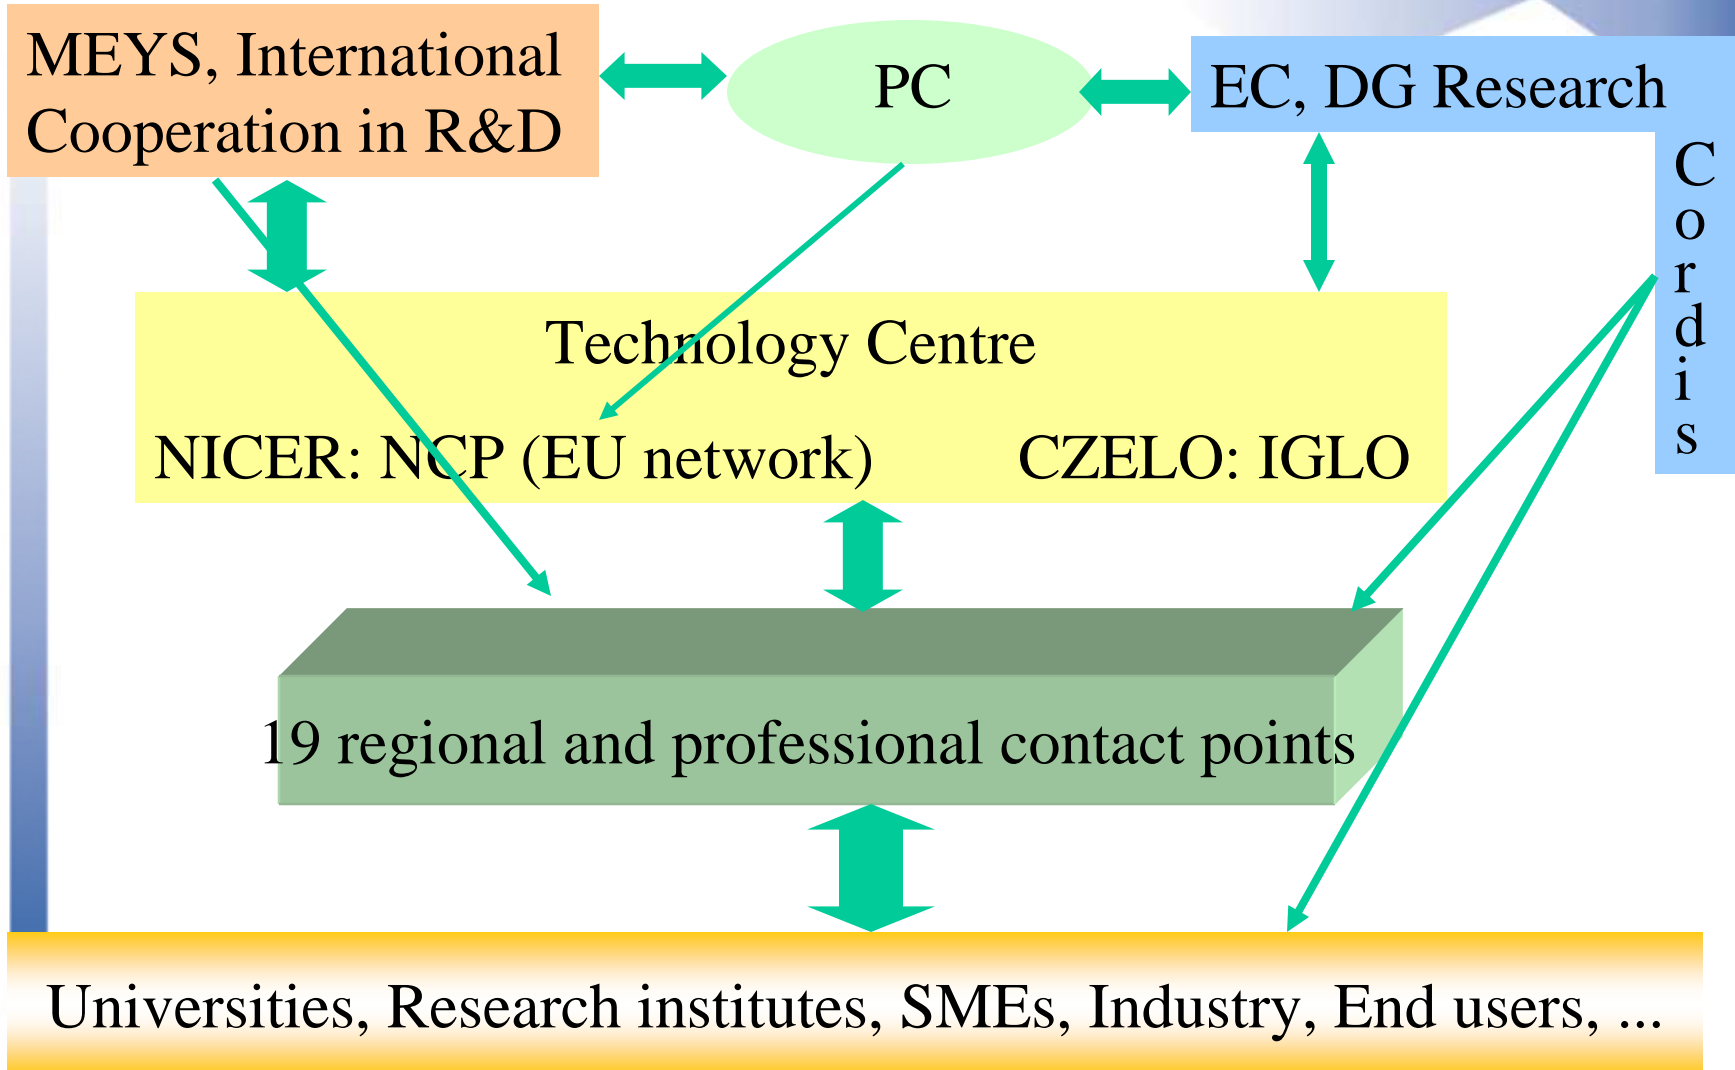 MEYS, International
Cooperation in R&D
PC
EC, DG Research
Cordis
Technology Centre
NICER: NCP (EU network) CZELO: IGLO
19 regional and professional contact points
Universities, Research institutes, SMEs, Industry, End users, ...